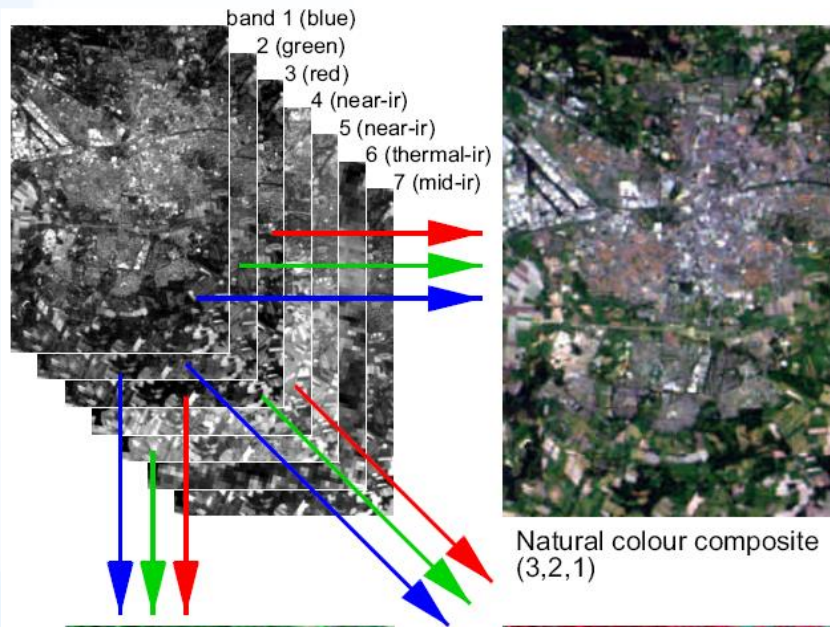 band 1 (blue)
2 (green)
3 (red)
4 (near-ir)
5 (near-ir)
6 (thermal-ir)
7 (mid-ir)
Natural colour composite
(3,2,1)